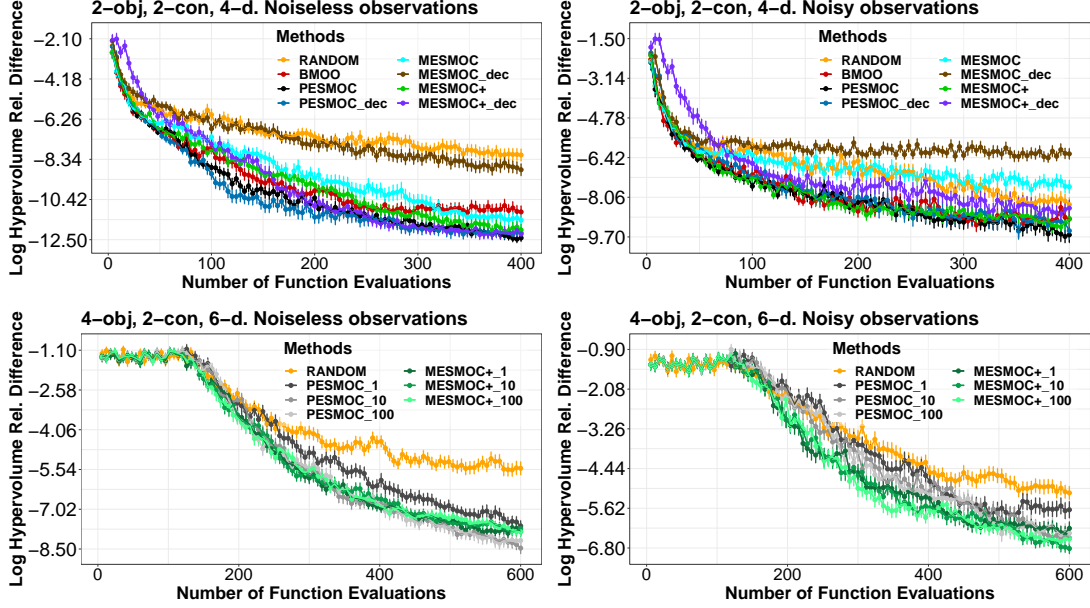 2−obj, 2−con, 4−d. Noiseless observations
Log Hypervolume Rel. Difference
−2.10
−4.18
−6.26
−8.34
−10.42
−12.50
Methods
RANDOM
BMOO
PESMOC
PESMOC_dec
MESMOC
MESMOC_dec
MESMOC+
MESMOC+_dec
0
100
200
300
400
Number of Function Evaluations
2−obj, 2−con, 4−d. Noisy observations
Log Hypervolume Rel. Difference
−1.50
−3.14
−4.78
−6.42
−8.06
−9.70
Methods
RANDOM
BMOO
PESMOC
PESMOC_dec
MESMOC
MESMOC_dec
MESMOC+
MESMOC+_dec
0
100
200
300
400
Number of Function Evaluations
4−obj, 2−con, 6−d. Noiseless observations
Log Hypervolume Rel. Difference
−1.10
−2.58
−4.06
−5.54
−7.02
−8.50
Methods
RANDOM
PESMOC_1
PESMOC_10
PESMOC_100
MESMOC+_1
MESMOC+_10
MESMOC+_100
0
200
400
600
Number of Function Evaluations
4−obj, 2−con, 6−d. Noisy observations
Log Hypervolume Rel. Difference
−0.90
−2.08
−3.26
−4.44
−5.62
−6.80
Methods
RANDOM
PESMOC_1
PESMOC_10
PESMOC_100
MESMOC+_1
MESMOC+_10
MESMOC+_100
0
200
400
600
Number of Function Evaluations